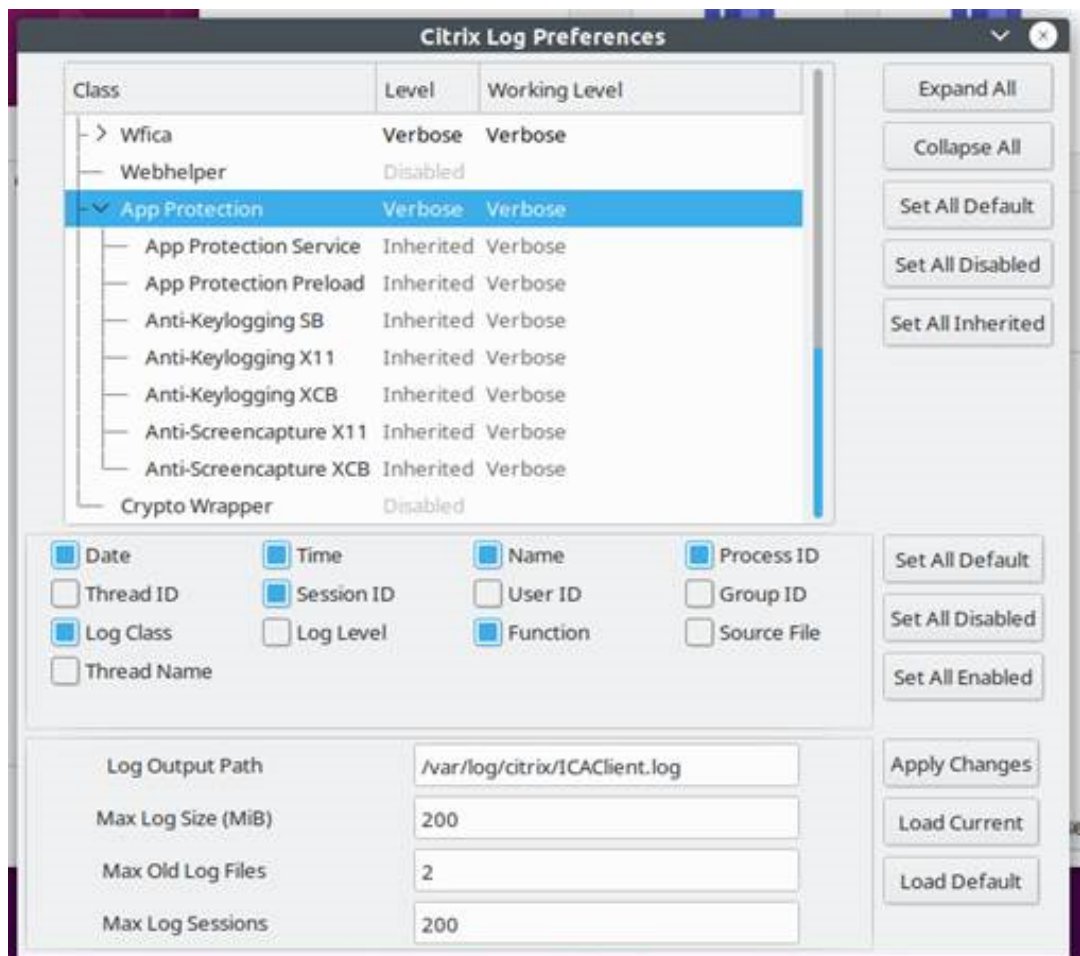 Citrix Log Preferences
Class Level Working Level
Wfica Verbose Verbose
Webhelper Disabled
App Protection Verbose Verbose
App Protection Service Inherited Verbose
App Protection Preload Inherited Verbose
Anti-Keylogging SB Inherited Verbose
Anti-Keylogging X11 Inherited Verbose
Anti-Keylogging XCB Inherited Verbose
Anti-Screencapture X11 Inherited Verbose
Anti-Screencapture XCB Inherited Verbose
Crypto Wrapper Disabled
Expand All
Collapse All
Set All Default
Set All Disabled
Set All Inherited
Date Time Name Process ID
Thread ID Session ID User ID Group ID
Log Class Log Level Function Source File
Thread Name
Set All Default
Set All Disabled
Set All Enabled
Log Output Path /var/log/citrix/ICAClient.log
Max Log Size (MiB) 200
Max Old Log Files 2
Max Log Sessions 200
Apply Changes
Load Current
Load Default